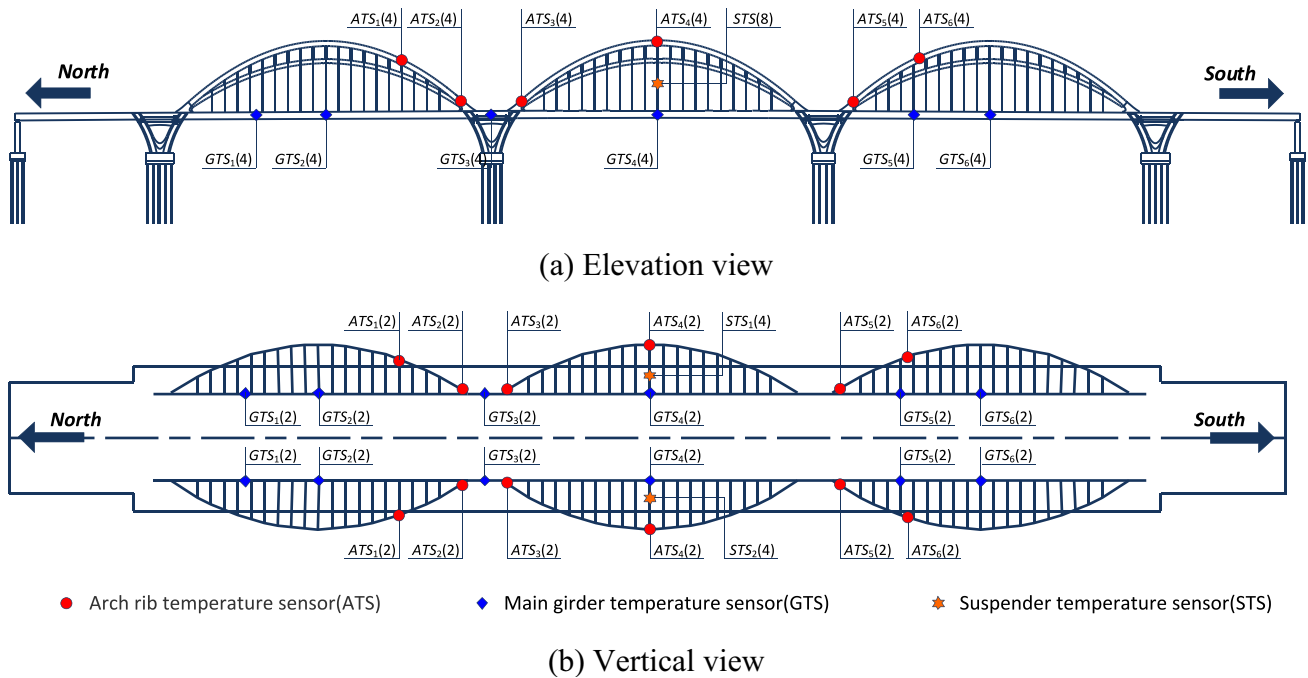 ATS₁(4) ATS₂(4) ATS₃(4) ATS₄(4) STS(8) ATS₅(4) ATS₆(4)
North
South
GTS₁(4) GTS₂(4) GTS₃(4) GTS₄(4) GTS₅(4) GTS₆(4)
(a) Elevation view
ATS₁(2) ATS₂(2) ATS₃(2) ATS₄(2) STS₁(4) ATS₅(2) ATS₆(2)
GTS₁(2) GTS₂(2) GTS₃(2) GTS₄(2) GTS₅(2) GTS₆(2)
North South
GTS₁(2) GTS₂(2) GTS₃(2) GTS₄(2) GTS₅(2) GTS₆(2)
ATS₁(2) ATS₂(2) ATS₃(2) ATS₄(2) STS₂(4) ATS₅(2) ATS₆(2)
Arch rib temperature sensor(ATS) Main girder temperature sensor(GTS) Suspender temperature sensor(STS)
(b) Vertical view